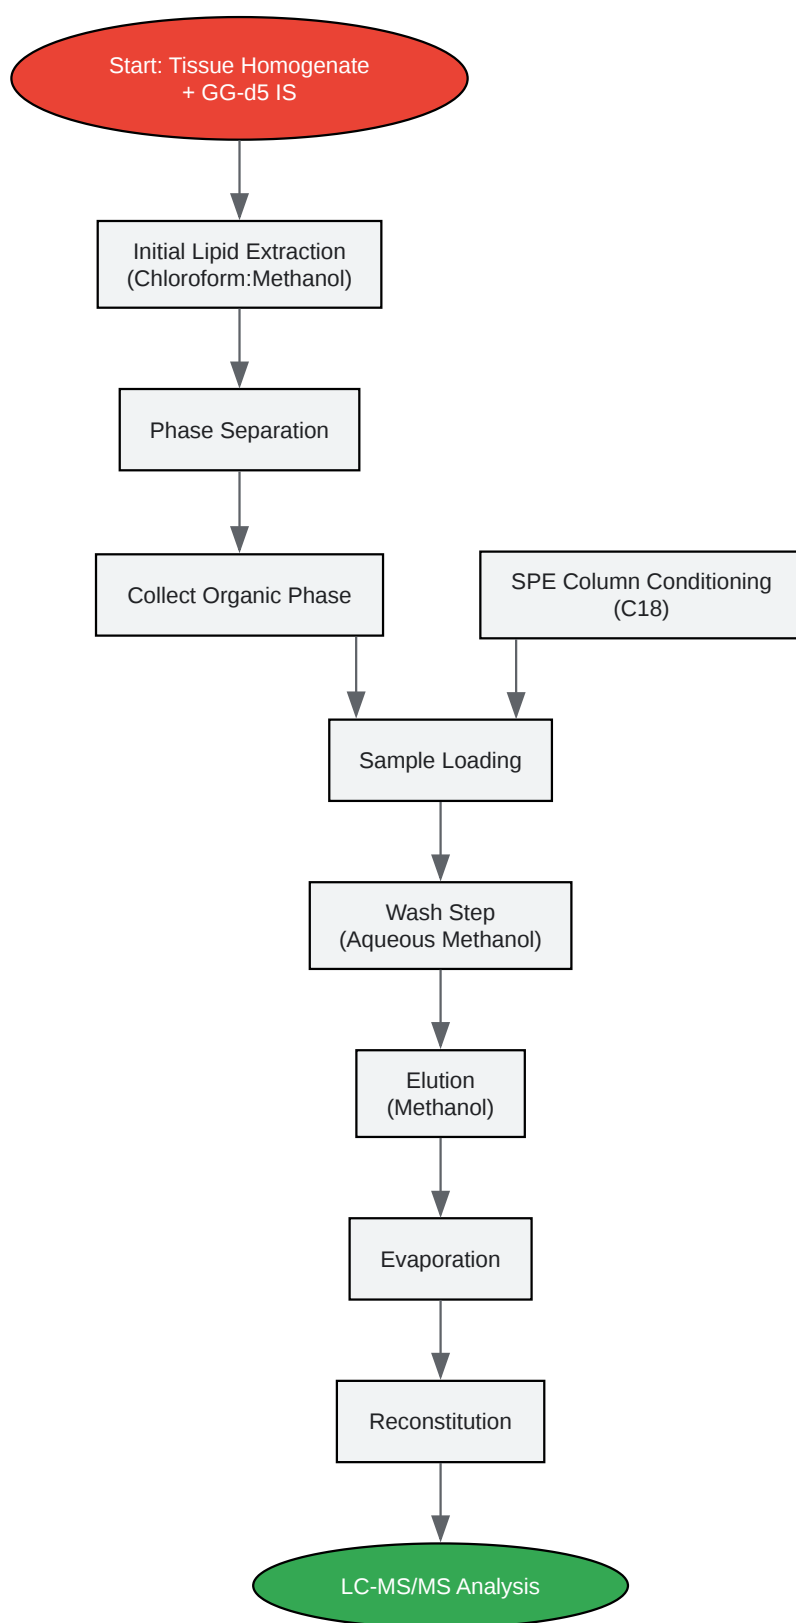 Start: Tissue Homogenate
+ GG-d5 IS
Initial Lipid Extraction
(Chloroform:Methanol)
Phase Separation
Collect Organic Phase
SPE Column Conditioning
(C18)
Sample Loading
Wash Step
(Aqueous Methanol)
Elution
(Methanol)
Evaporation
Reconstitution
LC-MS/MS Analysis